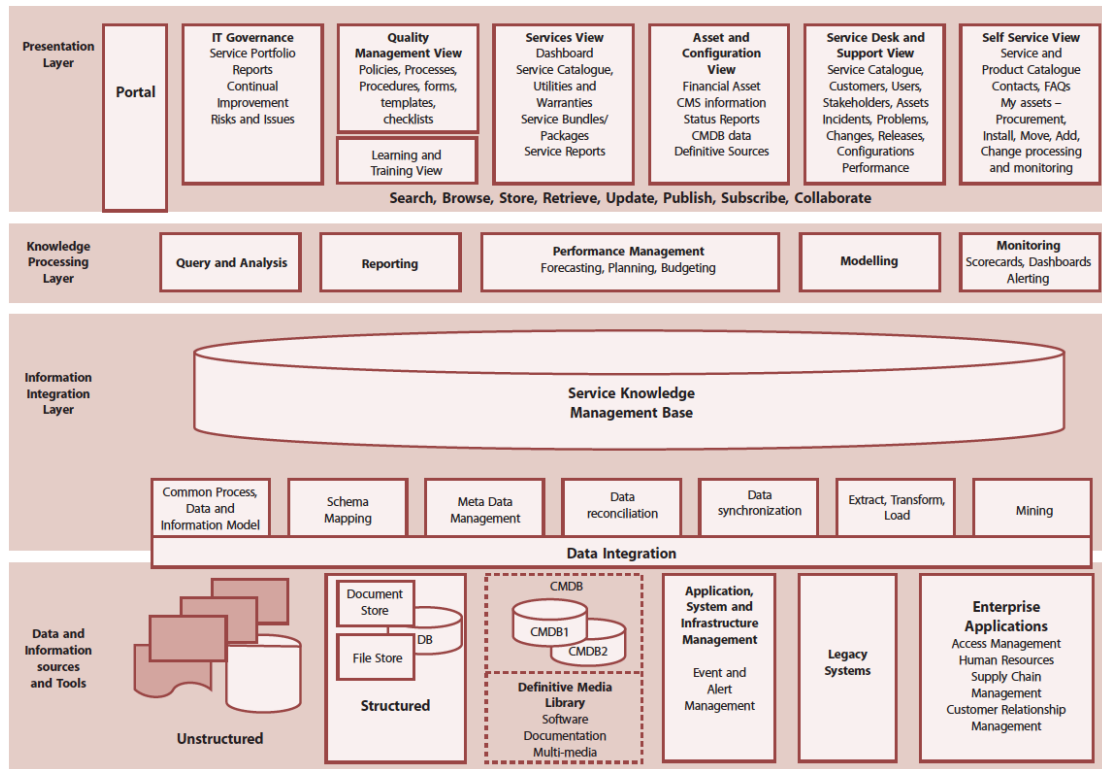 Presentation
Layer
Portal
IT Governance
Service Portfolio
Reports
Continual
Improvement
Risks and Issues
Quality
Management View
Policies, Processes,
Procedures, forms,
templates,
checklists
Learning and
Training View
Services View
Dashboard
Service Catalogue,
Utilities and
Warranties
Service Bundles/
Packages
Service Reports
Asset and
Configuration
View
Financial Asset
CMS information
Status Reports
CMDB data
Definitive Sources
Service Desk and
Support View
Service Catalogue,
Customers, Users,
Stakeholders, Assets
Incidents, Problems,
Changes, Releases,
Configurations
Performance
Self Service View
Service and
Product Catalogue
Contacts, FAQs
My assets –
Procurement,
Install, Move, Add,
Change processing
and monitoring
Search, Browse, Store, Retrieve, Update, Publish, Subscribe, Collaborate
Knowledge
Processing
Layer
Query and Analysis
Reporting
Performance Management
Forecasting, Planning, Budgeting
Modelling
Monitoring
Scorecards, Dashboards
Alerting
Information
Integration
Layer
Service Knowledge
Management Base
Common Process,
Data and
Information Model
Schema
Mapping
Meta Data
Management
Data
reconciliation
Data
synchronization
Extract, Transform,
Load
Mining
Data Integration
Data and
Information
sources
and Tools
Unstructured
Document
Store
DB
File Store
Structured
CMDB
CMDB1
CMDB2
Definitive Media
Library
Software
Documentation
Multi-media
Application,
System and
Infrastructure
Management
Event and
Alert
Management
Legacy
Systems
Enterprise
Applications
Access Management
Human Resources
Supply Chain
Management
Customer Relationship
Management